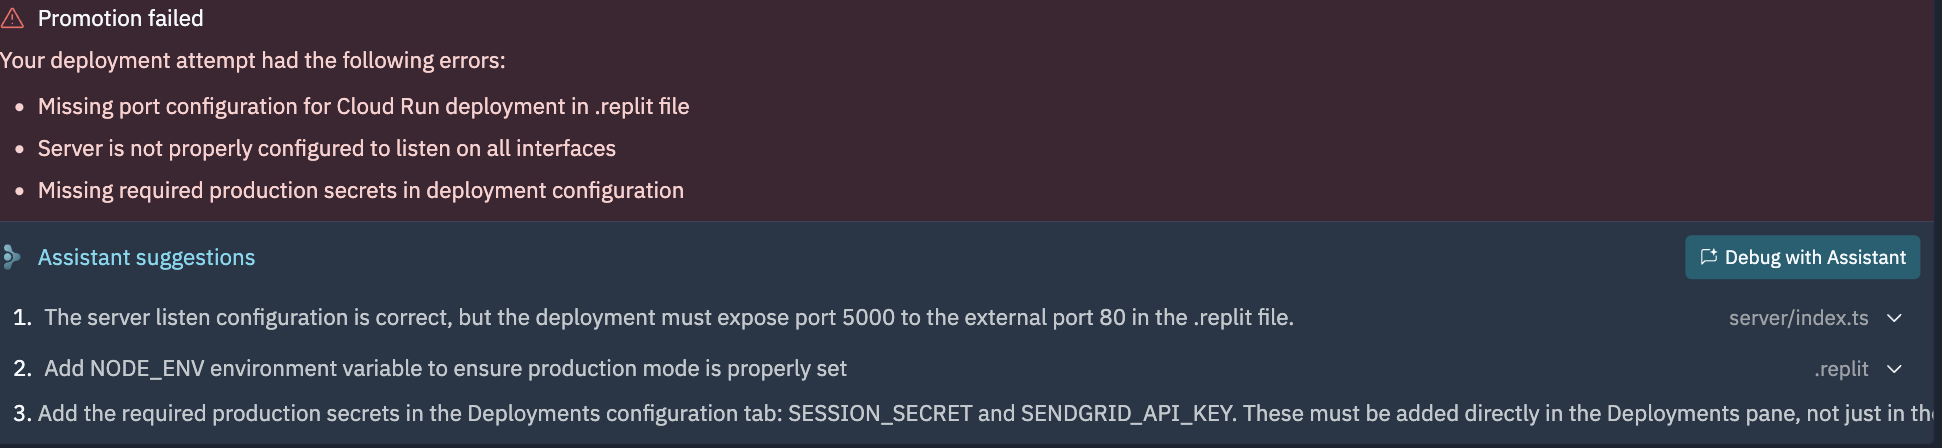 Promotion failed
Your deployment attempt had the following errors:
• Missing port configuration for Cloud Run deployment in .replit file
• Server is not properly configured to listen on all interfaces
• Missing required production secrets in deployment configuration
Assistant suggestions
Debug with Assistant
1. The server listen configuration is correct, but the deployment must expose port 5000 to the external port 80 in the .replit file.
server/index.ts
2. Add NODE_ENV environment variable to ensure production mode is properly set
.replit
3. Add the required production secrets in the Deployments configuration tab: SESSION_SECRET and SENDGRID_API_KEY. These must be added directly in the Deployments pane, not just in